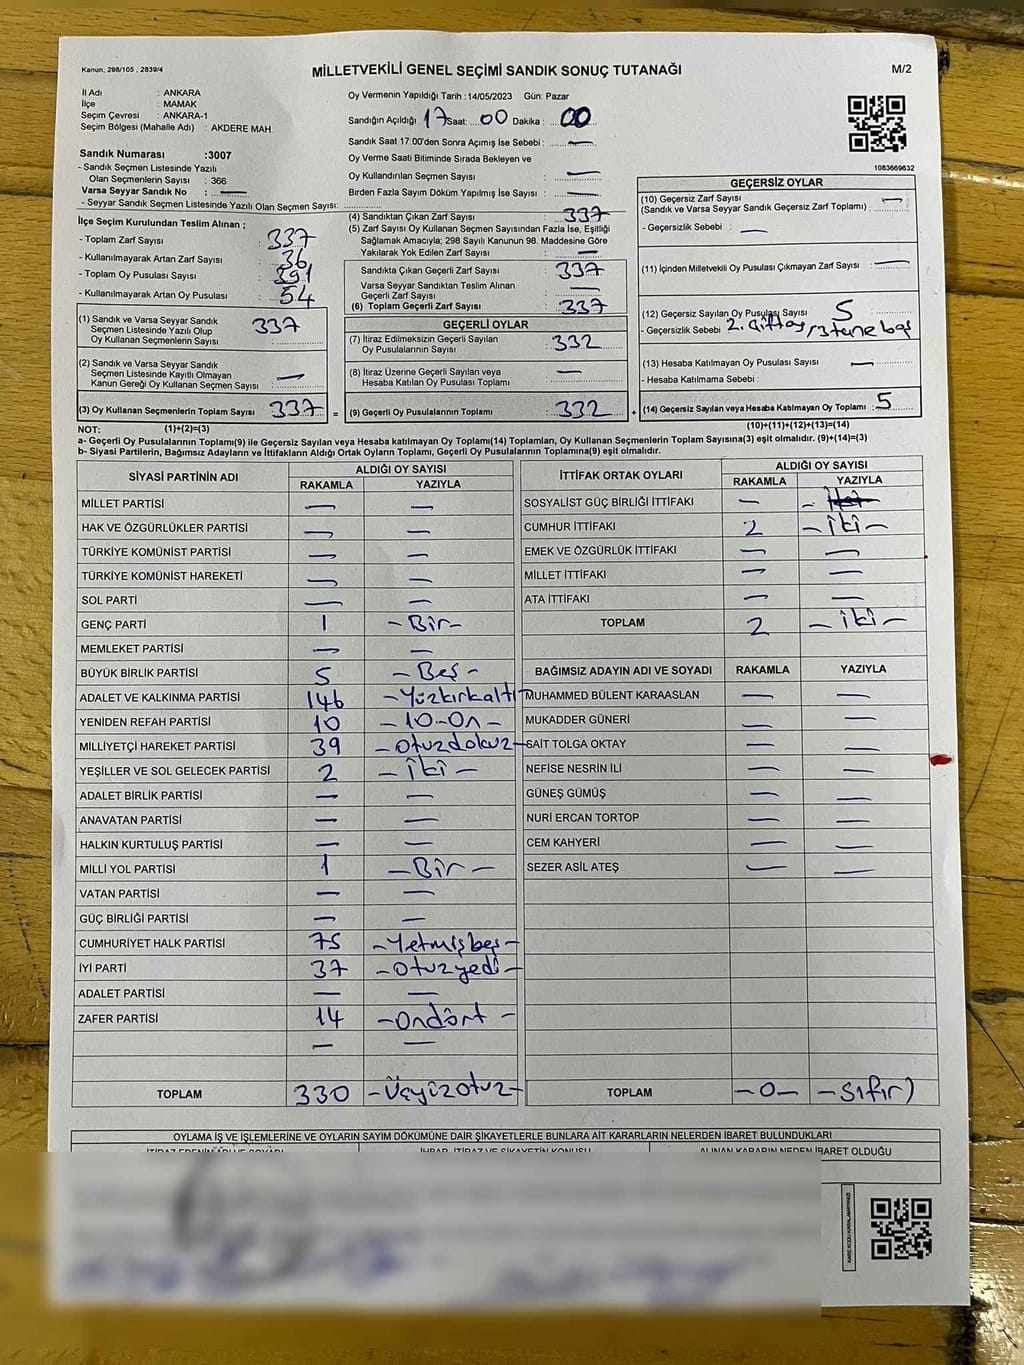 Kanun; 298/105 , 2839/4
MİLLETVEKİLİ GENEL SEÇİMİ SANDIK SONUÇ TUTANAĞI
M/2
İl Adı : ANKARA
İlçe : MAMAK
Seçim Çevresi : ANKARA-1
Seçim Bölgesi (Mahalle Adı) : AKDERE MAH.
Sandık Numarası :3007
- Sandık Seçmen Listesinde Yazılı
Olan Seçmenlerin Sayısı : 366
Varsa Seyyar Sandık No : —
- Seyyar Sandık Seçmen Listesinde Yazılı Olan Seçmen Sayısı:
Oy Vermenin Yapıldığı Tarih :14/05/2023 Gün: Pazar
Sandığın Açıldığı 17 Saat: 00 Dakika : 00
Sandık Saat 17:00'den Sonra Açımış İse Sebebi : —
Oy Verme Saati Bitiminde Sırada Bekleyen ve
Oy Kullandırılan Seçmen Sayısı : —
Birden Fazla Sayım Döküm Yapılmış İse Sayısı : —
1083669632
İlçe Seçim Kurulundan Teslim Alınan ;
- Toplam Zarf Sayısı : 337
- Kullanılmayarak Artan Zarf Sayısı : 36
- Toplam Oy Pusulası Sayısı : 391
- Kullanılmayarak Artan Oy Pusulası : 54
(1) Sandık ve Varsa Seyyar Sandık
Seçmen Listesinde Yazılı Olup
Oy Kullanan Seçmenlerin Sayısı : 337
(2) Sandık ve Varsa Seyyar Sandık
Seçmen Listesinde Kayıtlı Olmayan
Kanun Gereği Oy Kullanan Seçmen Sayısı : —
(3) Oy Kullanan Seçmenlerin Toplam Sayısı : 337 =
(4) Sandıktan Çıkan Zarf Sayısı : 337
(5) Zarf Sayısı Oy Kullanan Seçmen Sayısından Fazla İse, Eşitliği
Sağlamak Amacıyla; 298 Sayılı Kanunun 98. Maddesine Göre
Yakılarak Yok Edilen Zarf Sayısı : —
Sandıkta Çıkan Geçerli Zarf Sayısı : 337
Varsa Seyyar Sandıktan Teslim Alınan
Geçerli Zarf Sayısı : —
(6) Toplam Geçerli Zarf Sayısı : 337
GEÇERLİ OYLAR
(7) İtiraz Edilmeksizin Geçerli Sayılan
Oy Pusulalarının Sayısı : 332
(8) İtiraz Üzerine Geçerli Sayılan veya
Hesaba Katılan Oy Pusulası Toplamı : —
(9) Geçerli Oy Pusulalarının Toplamı : 332 +
GEÇERSİZ OYLAR
(10) Geçersiz Zarf Sayısı
(Sandık ve Varsa Seyyar Sandık Geçersiz Zarf Toplamı) : —
- Geçersizlik Sebebi : —
(11) İçinden Milletvekili Oy Pusulası Çıkmayan Zarf Sayısı : —
(12) Geçersiz Sayılan Oy Pusulası Sayısı : 5
- Geçersizlik Sebebi : 2. çift oy, 3 tane boş
(13) Hesaba Katılmayan Oy Pusulası Sayısı : —
- Hesaba Katılmama Sebebi :
(14) Geçersiz Sayılan veya Hesaba Katılmayan Oy Toplamı : 5
NOT: (1)+(2)=(3) (10)+(11)+(12)+(13)=(14)
a- Geçerli Oy Pusulalarının Toplamı(9) ile Geçersiz Sayılan veya Hesaba katılmayan Oy Toplamı(14) Toplamları, Oy Kullanan Seçmenlerin Toplam Sayısına(3) eşit olmalıdır. (9)+(14)=(3)
b- Siyasi Partilerin, Bağımsız Adayların ve İttifakların Aldığı Ortak Oyların Toplamı, Geçerli Oy Pusulalarının Toplamına(9) eşit olmalıdır.
SİYASİ PARTİNİN ADI ALDIĞI OY SAYISI
RAKAMLA YAZIYLA
MİLLET PARTİSİ — —
HAK VE ÖZGÜRLÜKLER PARTİSİ — —
TÜRKİYE KOMÜNİST PARTİSİ — —
TÜRKİYE KOMÜNİST HAREKETİ — —
SOL PARTİ — —
GENÇ PARTİ 1 -Bir-
MEMLEKET PARTİSİ — —
BÜYÜK BİRLİK PARTİSİ 5 -Beş-
ADALET VE KALKINMA PARTİSİ 146 -Yüzkırkaltı
YENİDEN REFAH PARTİSİ 10 -10-On-
MİLLİYETÇİ HAREKET PARTİSİ 39 -Otuzdokuz-
YEŞİLLER VE SOL GELECEK PARTİSİ 2 -İki-
ADALET BİRLİK PARTİSİ — —
ANAVATAN PARTİSİ — —
HALKIN KURTULUŞ PARTİSİ — —
MİLLİ YOL PARTİSİ 1 -Bir-
VATAN PARTİSİ — —
GÜÇ BİRLİĞİ PARTİSİ — —
CUMHURİYET HALK PARTİSİ 75 -Yetmişbeş-
İYİ PARTİ 37 -Otuzyedi-
ADALET PARTİSİ — —
ZAFER PARTİSİ 14 -Ondört-
— —
TOPLAM 330 -Üçyüzotuz-
İTTİFAK ORTAK OYLARI ALDIĞI OY SAYISI
RAKAMLA YAZIYLA
SOSYALİST GÜÇ BİRLİĞİ İTTİFAKI —
CUMHUR İTTİFAKI 2 -İki-
EMEK VE ÖZGÜRLÜK İTTİFAKI — —
MİLLET İTTİFAKI — —
ATA İTTİFAKI — —
TOPLAM 2 -İki-
BAĞIMSIZ ADAYIN ADI VE SOYADI RAKAMLA YAZIYLA
MUHAMMED BÜLENT KARAASLAN — —
MUKADDER GÜNERİ — —
SAİT TOLGA OKTAY — —
NEFİSE NESRİN İLİ — —
GÜNEŞ GÜMÜŞ — —
NURİ ERCAN TORTOP — —
CEM KAHYERİ — —
SEZER ASİL ATEŞ — —
TOPLAM -0- -Sıfır)
OYLAMA İŞ VE İŞLEMLERİNE VE OYLARIN SAYIM DÖKÜMÜNE DAİR ŞİKAYETLERLE BUNLARA AİT KARARLARIN NELERDEN İBARET BULUNDUKLARI
İTİRAZ EDENİN ADI VE SOYADI İHBAR, İTİRAZ VE ŞİKAYETİN KONUSU ALINAN KARARIN NEDEN İBARET OLDUĞU